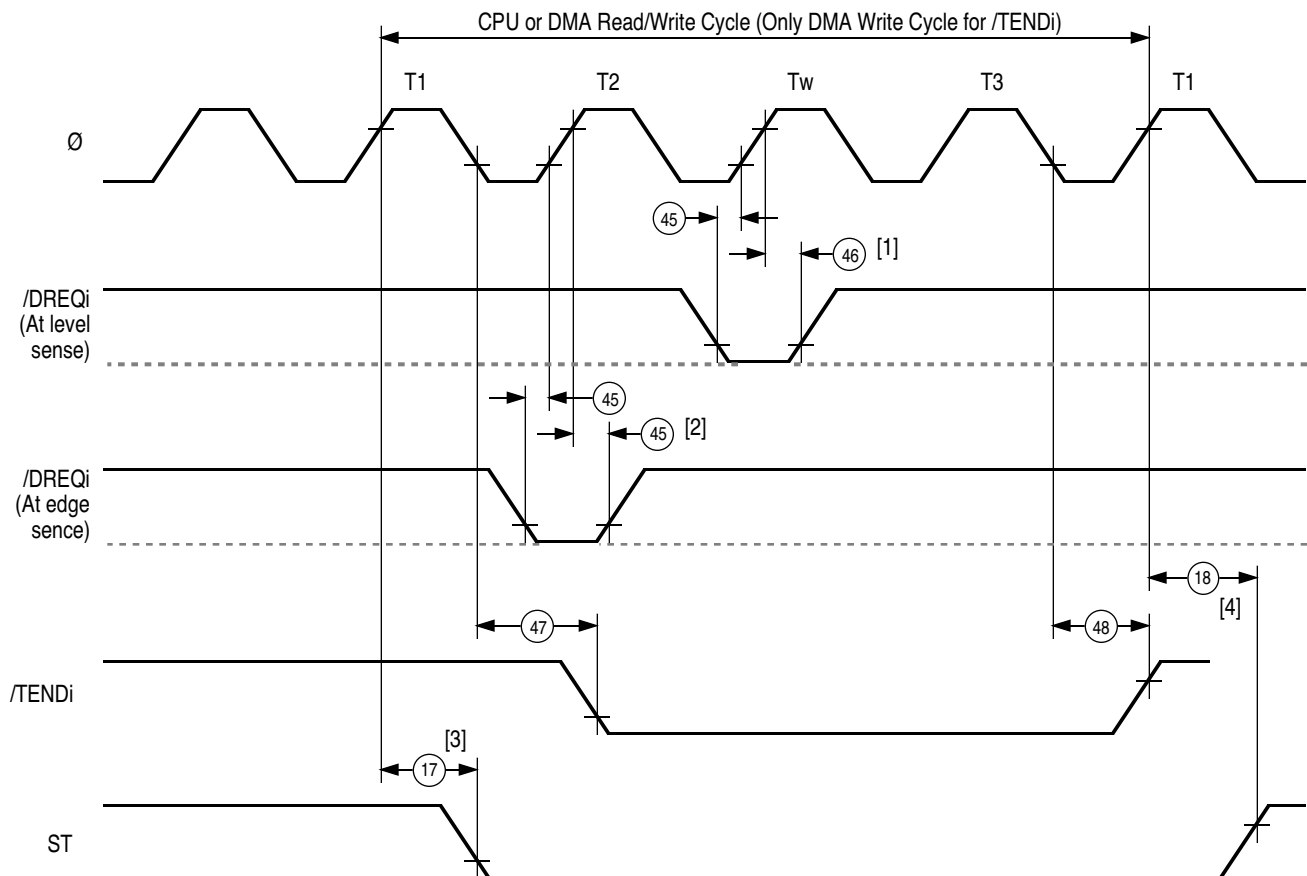 CPU or DMA Read/Write Cycle (Only DMA Write Cycle for /TENDi)
T1
T2
Tw
T3
T1
Ø
45
46
[1]
/DREQi
(At level
sense)
45
45
[2]
/DREQi
(At edge
sence)
18
[4]
47
48
/TENDi
[3]
17
ST